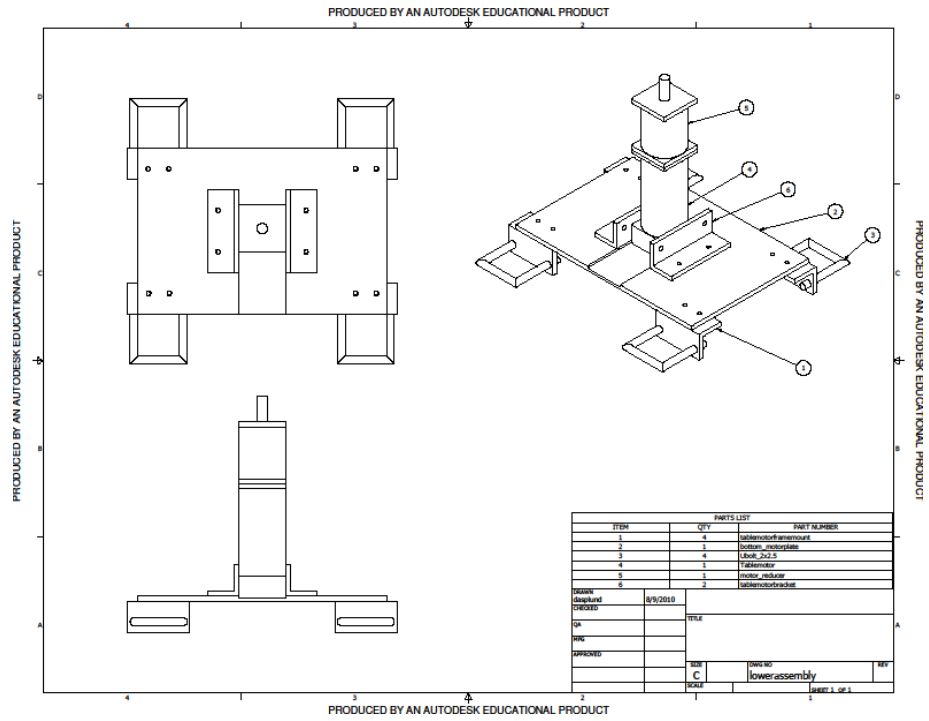 PRODUCED BY AN AUTODESK EDUCATIONAL PRODUCT
4 3 2 1
D D
5
4
6
2
3
C C
1
PRODUCED BY AN AUTODESK EDUCATIONAL PRODUCT
PRODUCED BY AN AUTODESK EDUCATIONAL PRODUCT
B B
PARTS LIST
ITEM QTY PART NUMBER
1 4 tablemotorframemount
2 1 bottom_motorplate
3 4 Ubolt_2x2.5
4 1 Tablemotor
5 1 motor_reducer
6 2 tablemotorbracket
DRAWN
dasplund 8/9/2010
CHECKED
QA
MFG
APPROVED
TITLE
A A
SIZE DWG NO REV
C lowerassembly
SCALE SHEET 1 OF 1
4 3 2 1
PRODUCED BY AN AUTODESK EDUCATIONAL PRODUCT